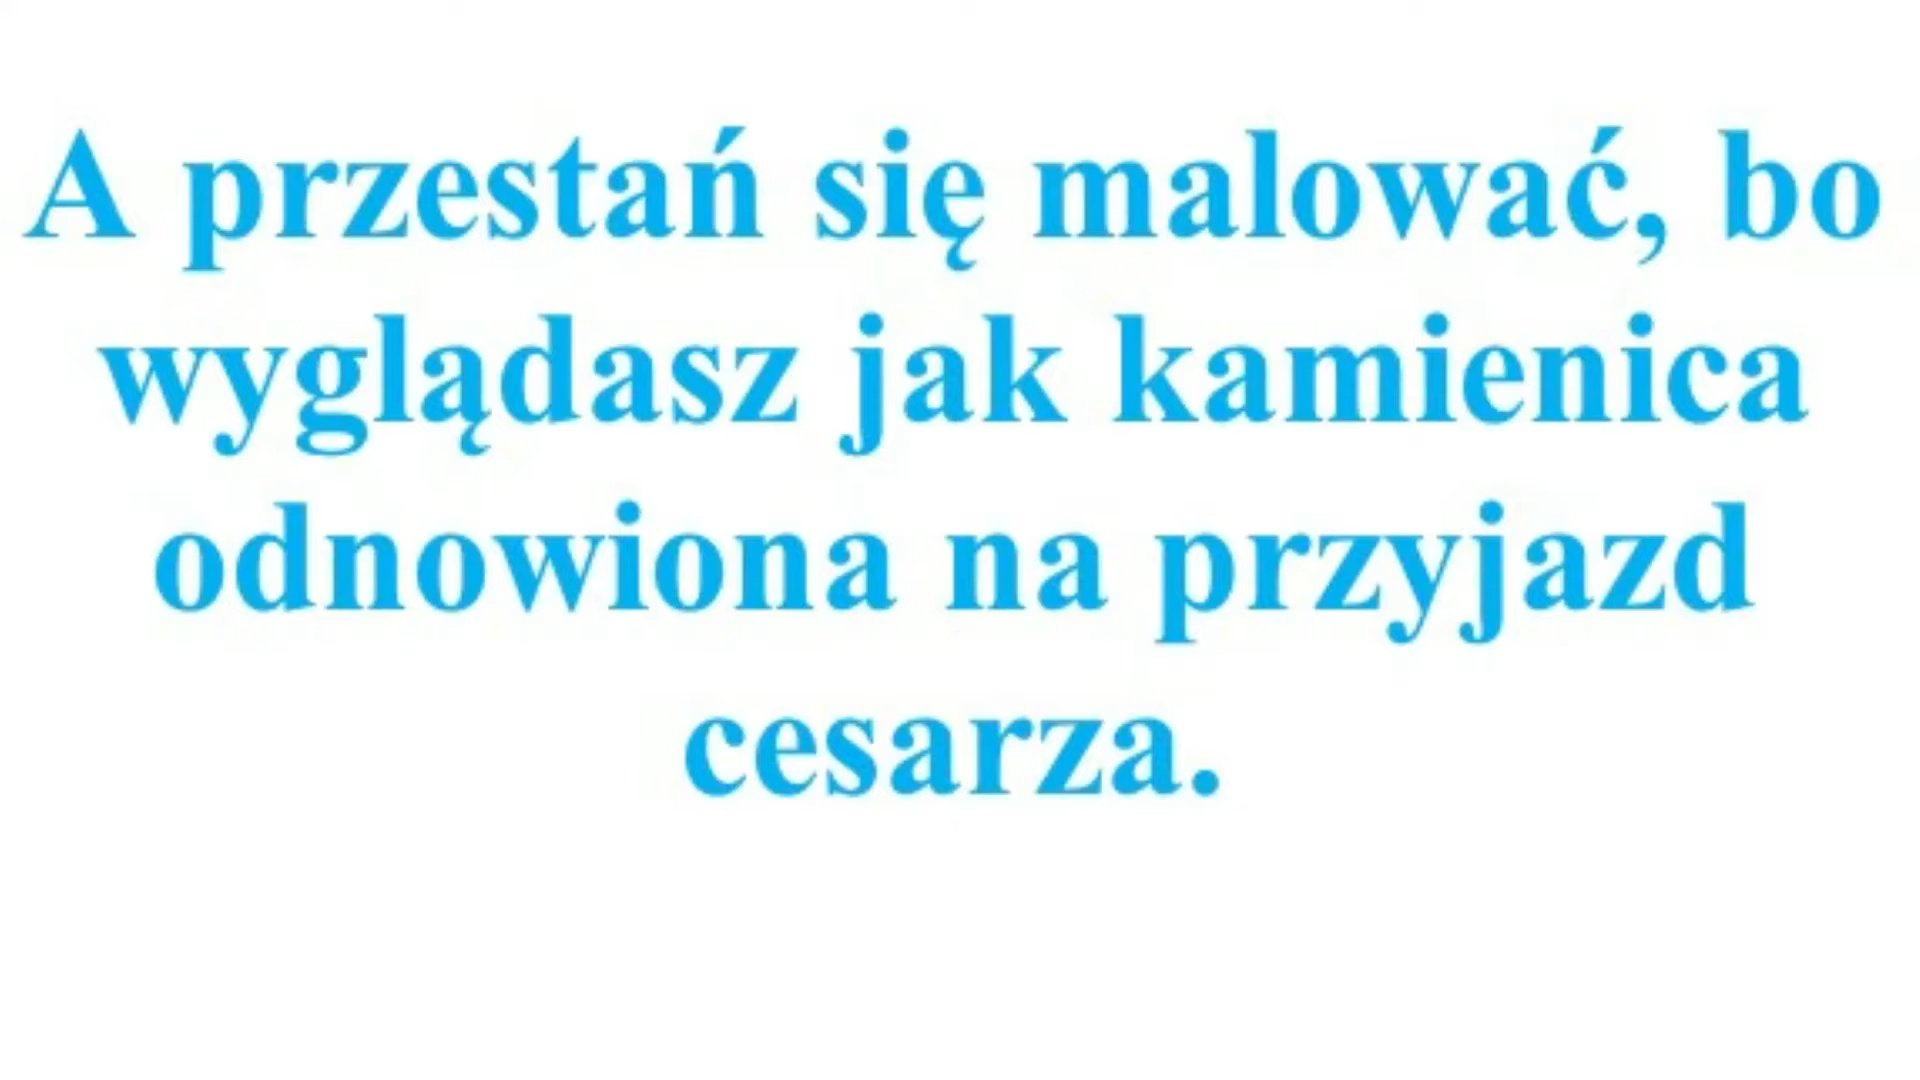 A przestań się malować, bo
wyglądasz jak kamienica
odnowiona na przyjazd
cesarza.